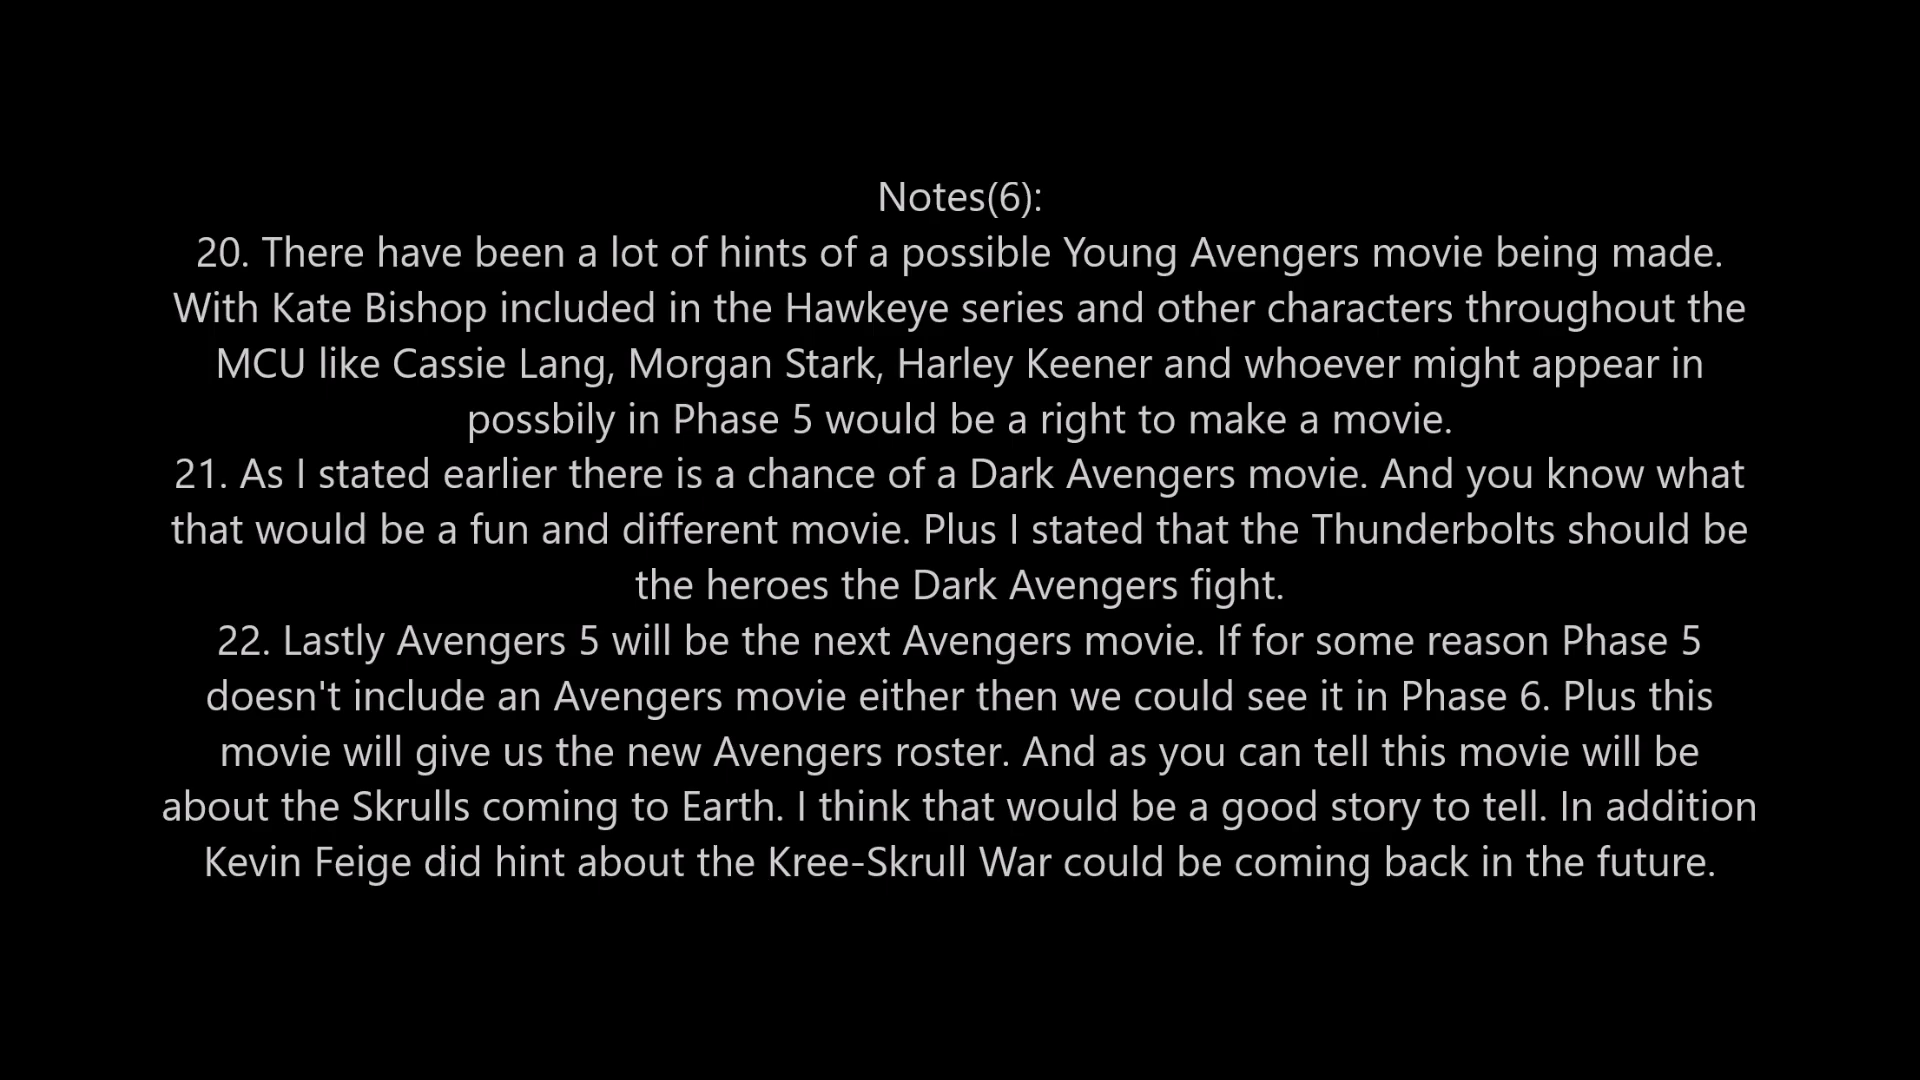 Notes(6):
20. There have been a lot of hints of a possible Young Avengers movie being made.
With Kate Bishop included in the Hawkeye series and other characters throughout the
MCU like Cassie Lang, Morgan Stark, Harley Keener and whoever might appear in
possbily in Phase 5 would be a right to make a movie.
21. As I stated earlier there is a chance of a Dark Avengers movie. And you know what
that would be a fun and different movie. Plus I stated that the Thunderbolts should be
the heroes the Dark Avengers fight.
22. Lastly Avengers 5 will be the next Avengers movie. If for some reason Phase 5
doesn't include an Avengers movie either then we could see it in Phase 6. Plus this
movie will give us the new Avengers roster. And as you can tell this movie will be
about the Skrulls coming to Earth. I think that would be a good story to tell. In addition
Kevin Feige did hint about the Kree-Skrull War could be coming back in the future.